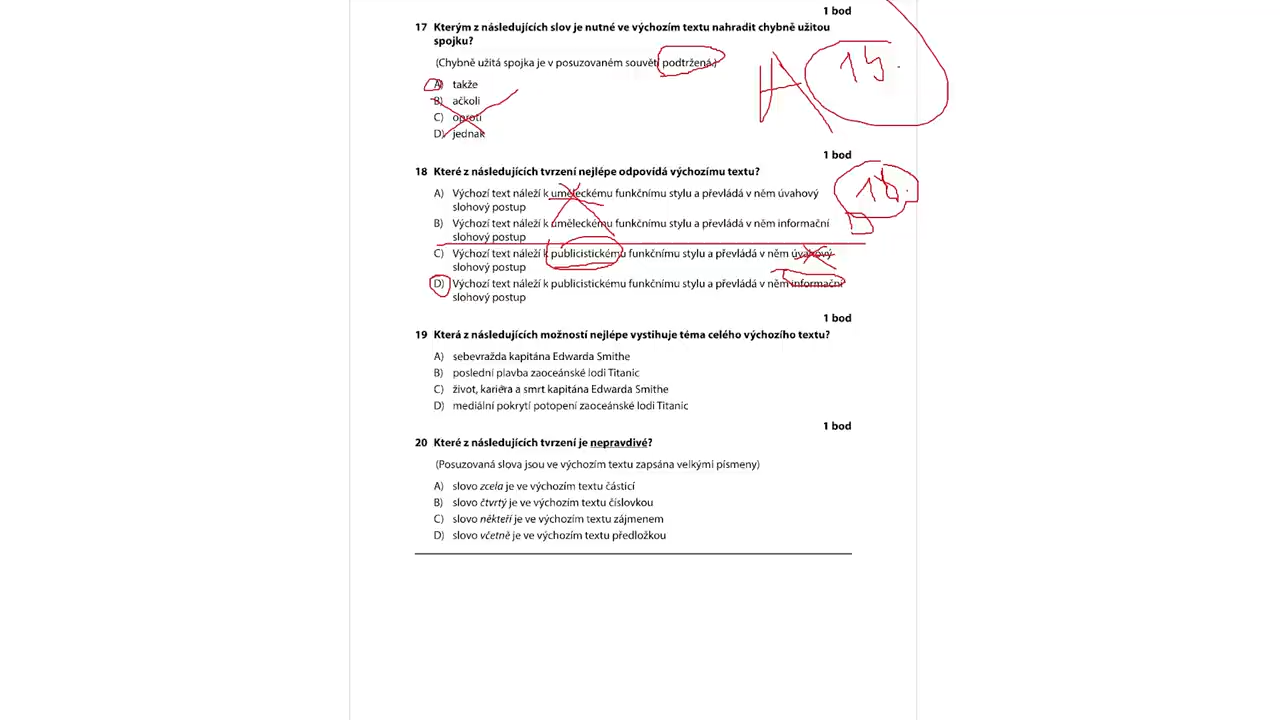 1 bod
17 Kterým z následujících slov je nutné ve výchozím textu nahradit chybně užitou
spojku?
(Chybně užitá spojka je v posuzovaném souvětí podtržená.)
A) takže
B) ačkoli
C) oproti
D) jednak
A
1 bod
18 Které z následujících tvrzení nejlépe odpovídá výchozímu textu?
A) Výchozí text náleží k uměleckému funkčnímu stylu a převládá v něm úvahový
slohový postup
B) Výchozí text náleží k uměleckému funkčnímu stylu a převládá v něm informační
slohový postup
D
C) Výchozí text náleží k publicistickému funkčnímu stylu a převládá v něm úvahový
slohový postup
D) Výchozí text náleží k publicistickému funkčnímu stylu a převládá v něm informační
slohový postup
1 bod
19 Která z následujících možností nejlépe vystihuje téma celého výchozího textu?
A) sebevražda kapitána Edwarda Smithe
B) poslední plavba zaoceánské lodi Titanic
C) život, kariéra a smrt kapitána Edwarda Smithe
D) mediální pokrytí potopení zaoceánské lodi Titanic
1 bod
20 Které z následujících tvrzení je nepravdivé?
(Posuzovaná slova jsou ve výchozím textu zapsána velkými písmeny)
A) slovo zcela je ve výchozím textu částicí
B) slovo čtvrtý je ve výchozím textu číslovkou
C) slovo někteří je ve výchozím textu zájmenem
D) slovo včetně je ve výchozím textu předložkou